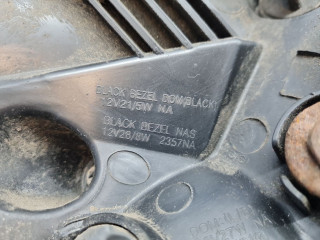 BLACK BEZEL DOM/BLACK
12V21/5W NA
BLACK BEZEL NAS
12V28/8W 2357NA